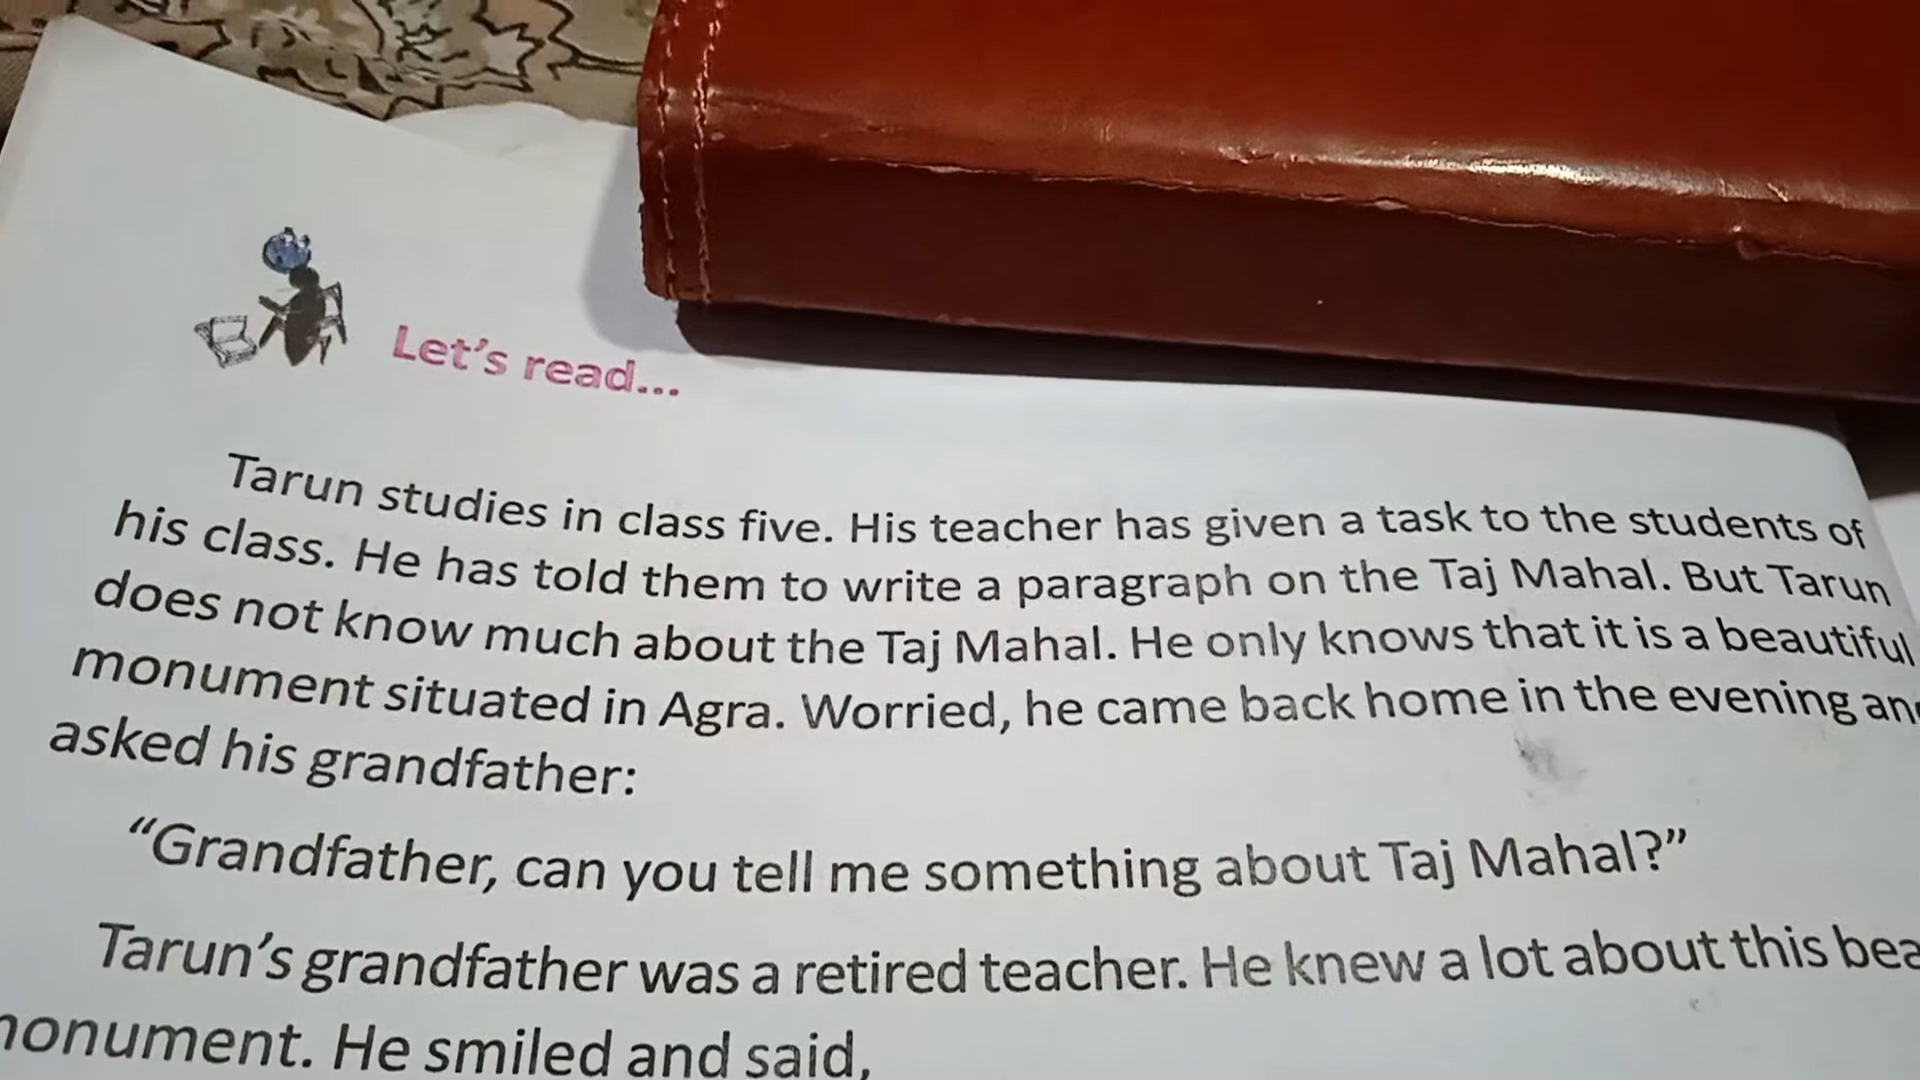 Let's read...
Tarun studies in class five. His teacher has given a task to the students of
his class. He has told them to write a paragraph on the Taj Mahal. But Tarun
does not know much about the Taj Mahal. He only knows that it is a beautiful
monument situated in Agra. Worried, he came back home in the evening
asked his grandfather:
“Grandfather, can you tell me something about Taj Mahal?”
Tarun’s grandfather was a retired teacher. He knew a lot about this
monument. He smiled and said,